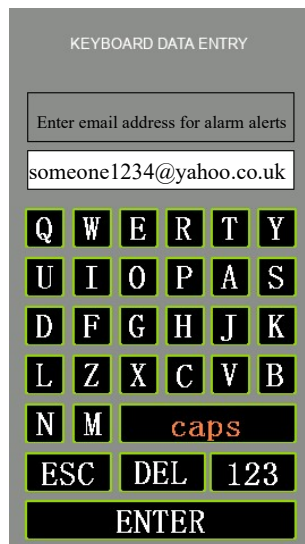 KEYBOARD DATA ENTRY
Enter email address for alarm alerts
someone1234@yahoo.co.uk
Q W E R T Y
U I O P A S
D F G H J K
L Z X C V B
N M caps
ESC DEL 123
ENTER